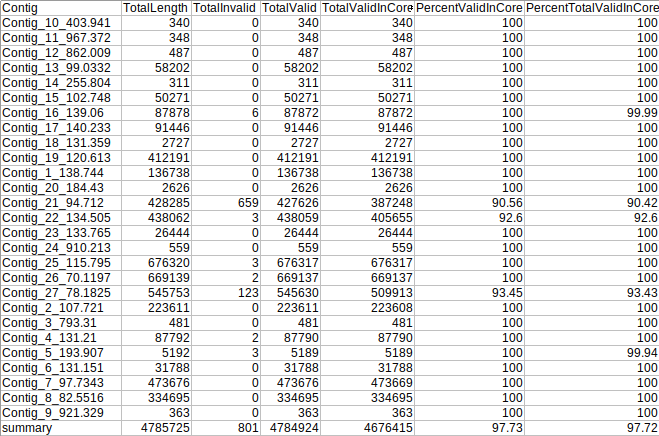 Contig TotalLength TotalInvalid TotalValid TotalValidInCore PercentValidInCore PercentTotalValidInCore
Contig_10_403.941 340 0 340 340 100 100
Contig_11_967.372 348 0 348 348 100 100
Contig_12_862.009 487 0 487 487 100 100
Contig_13_99.0332 58202 0 58202 58202 100 100
Contig_14_255.804 311 0 311 311 100 100
Contig_15_102.748 50271 0 50271 50271 100 100
Contig_16_139.06 87878 6 87872 87872 100 99.99
Contig_17_140.233 91446 0 91446 91446 100 100
Contig_18_131.359 2727 0 2727 2727 100 100
Contig_19_120.613 412191 0 412191 412191 100 100
Contig_1_138.744 136738 0 136738 136738 100 100
Contig_20_184.43 2626 0 2626 2626 100 100
Contig_21_94.712 428285 659 427626 387248 90.56 90.42
Contig_22_134.505 438062 3 438059 405655 92.6 92.6
Contig_23_133.765 26444 0 26444 26444 100 100
Contig_24_910.213 559 0 559 559 100 100
Contig_25_115.795 676320 3 676317 676317 100 100
Contig_26_70.1197 669139 2 669137 669137 100 100
Contig_27_78.1825 545753 123 545630 509913 93.45 93.43
Contig_2_107.721 223611 0 223611 223608 100 100
Contig_3_793.31 481 0 481 481 100 100
Contig_4_131.21 87792 2 87790 87790 100 100
Contig_5_193.907 5192 3 5189 5189 100 99.94
Contig_6_131.151 31788 0 31788 31788 100 100
Contig_7_97.7343 473676 0 473676 473669 100 100
Contig_8_82.5516 334695 0 334695 334695 100 100
Contig_9_921.329 363 0 363 363 100 100
summary 4785725 801 4784924 4676415 97.73 97.72